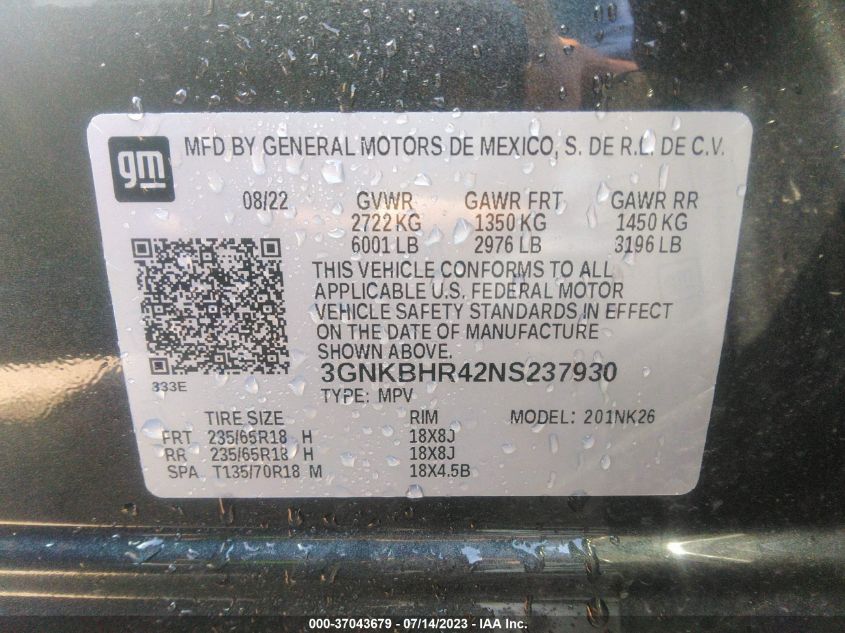 gm MFD BY GENERAL MOTORS DE MEXICO, S. DE R.L. DE C.V.
08/22 GVWR GAWR FRT GAWR RR
2722 KG 1350 KG 1450 KG
6001 LB 2976 LB 3196 LB
THIS VEHICLE CONFORMS TO ALL
APPLICABLE U.S. FEDERAL MOTOR
VEHICLE SAFETY STANDARDS IN EFFECT
ON THE DATE OF MANUFACTURE
SHOWN ABOVE.
333E 3GNKBHR42NS237930
TYPE: MPV
TIRE SIZE RIM MODEL: 201NK26
FRT 235/65R18 H 18X8J
RR 235/65R18 H 18X8J
SPA T135/70R18 M 18X4.5B
000-37043679 / 07/14/2023 - © IAA Inc.